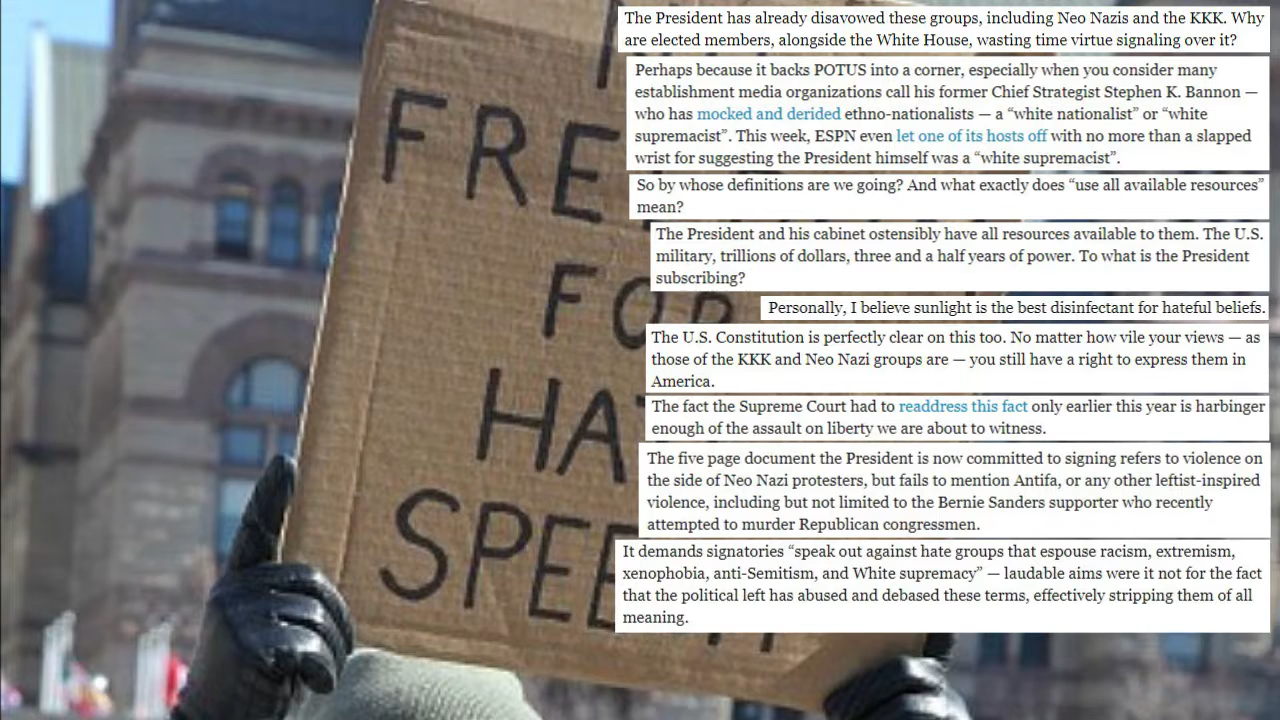 FRE
FOR
HA
SPEE
The President has already disavowed these groups, including Neo Nazis and the KKK. Why
are elected members, alongside the White House, wasting time virtue signaling over it?
Perhaps because it backs POTUS into a corner, especially when you consider many
establishment media organizations call his former Chief Strategist Stephen K. Bannon —
who has mocked and derided ethno-nationalists — a “white nationalist” or “white
supremacist”. This week, ESPN even let one of its hosts off with no more than a slapped
wrist for suggesting the President himself was a “white supremacist”.
So by whose definitions are we going? And what exactly does “use all available resources”
mean?
The President and his cabinet ostensibly have all resources available to them. The U.S.
military, trillions of dollars, three and a half years of power. To what is the President
subscribing?
Personally, I believe sunlight is the best disinfectant for hateful beliefs.
The U.S. Constitution is perfectly clear on this too. No matter how vile your views — as
those of the KKK and Neo Nazi groups are — you still have a right to express them in
America.
The fact the Supreme Court had to readdress this fact only earlier this year is harbinger
enough of the assault on liberty we are about to witness.
The five page document the President is now committed to signing refers to violence on
the side of Neo Nazi protesters, but fails to mention Antifa, or any other leftist-inspired
violence, including but not limited to the Bernie Sanders supporter who recently
attempted to murder Republican congressmen.
It demands signatories “speak out against hate groups that espouse racism, extremism,
xenophobia, anti-Semitism, and White supremacy” — laudable aims were it not for the fact
that the political left has abused and debased these terms, effectively stripping them of all
meaning.